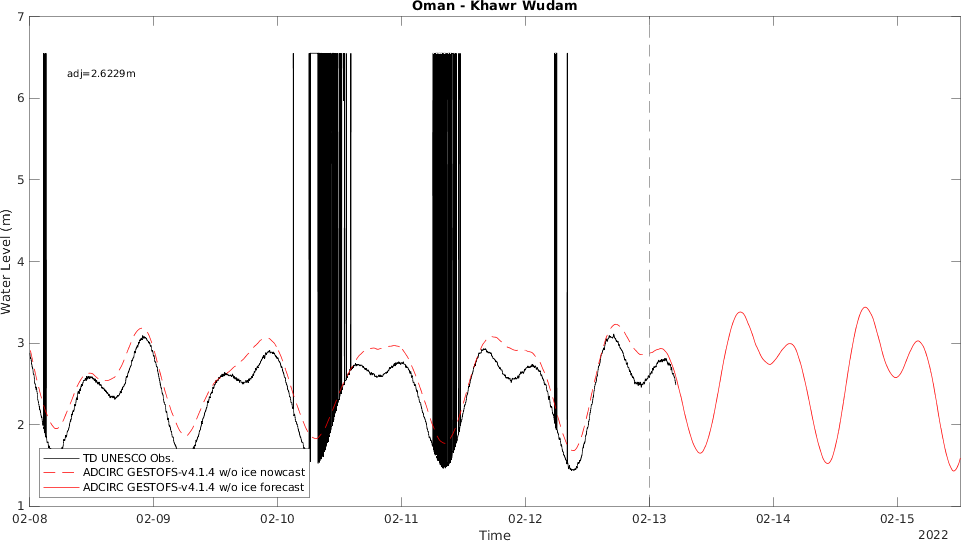 Oman - Khawr Wudam
7
adj=2.6229m
6
5
4
3
2
1
Water Level (m)
TD UNESCO Obs.
ADCIRC GESTOFS-v4.1.4 w/o ice nowcast
ADCIRC GESTOFS-v4.1.4 w/o ice forecast
02-08 02-09 02-10 02-11 02-12 02-13 02-14 02-15
Time
2022